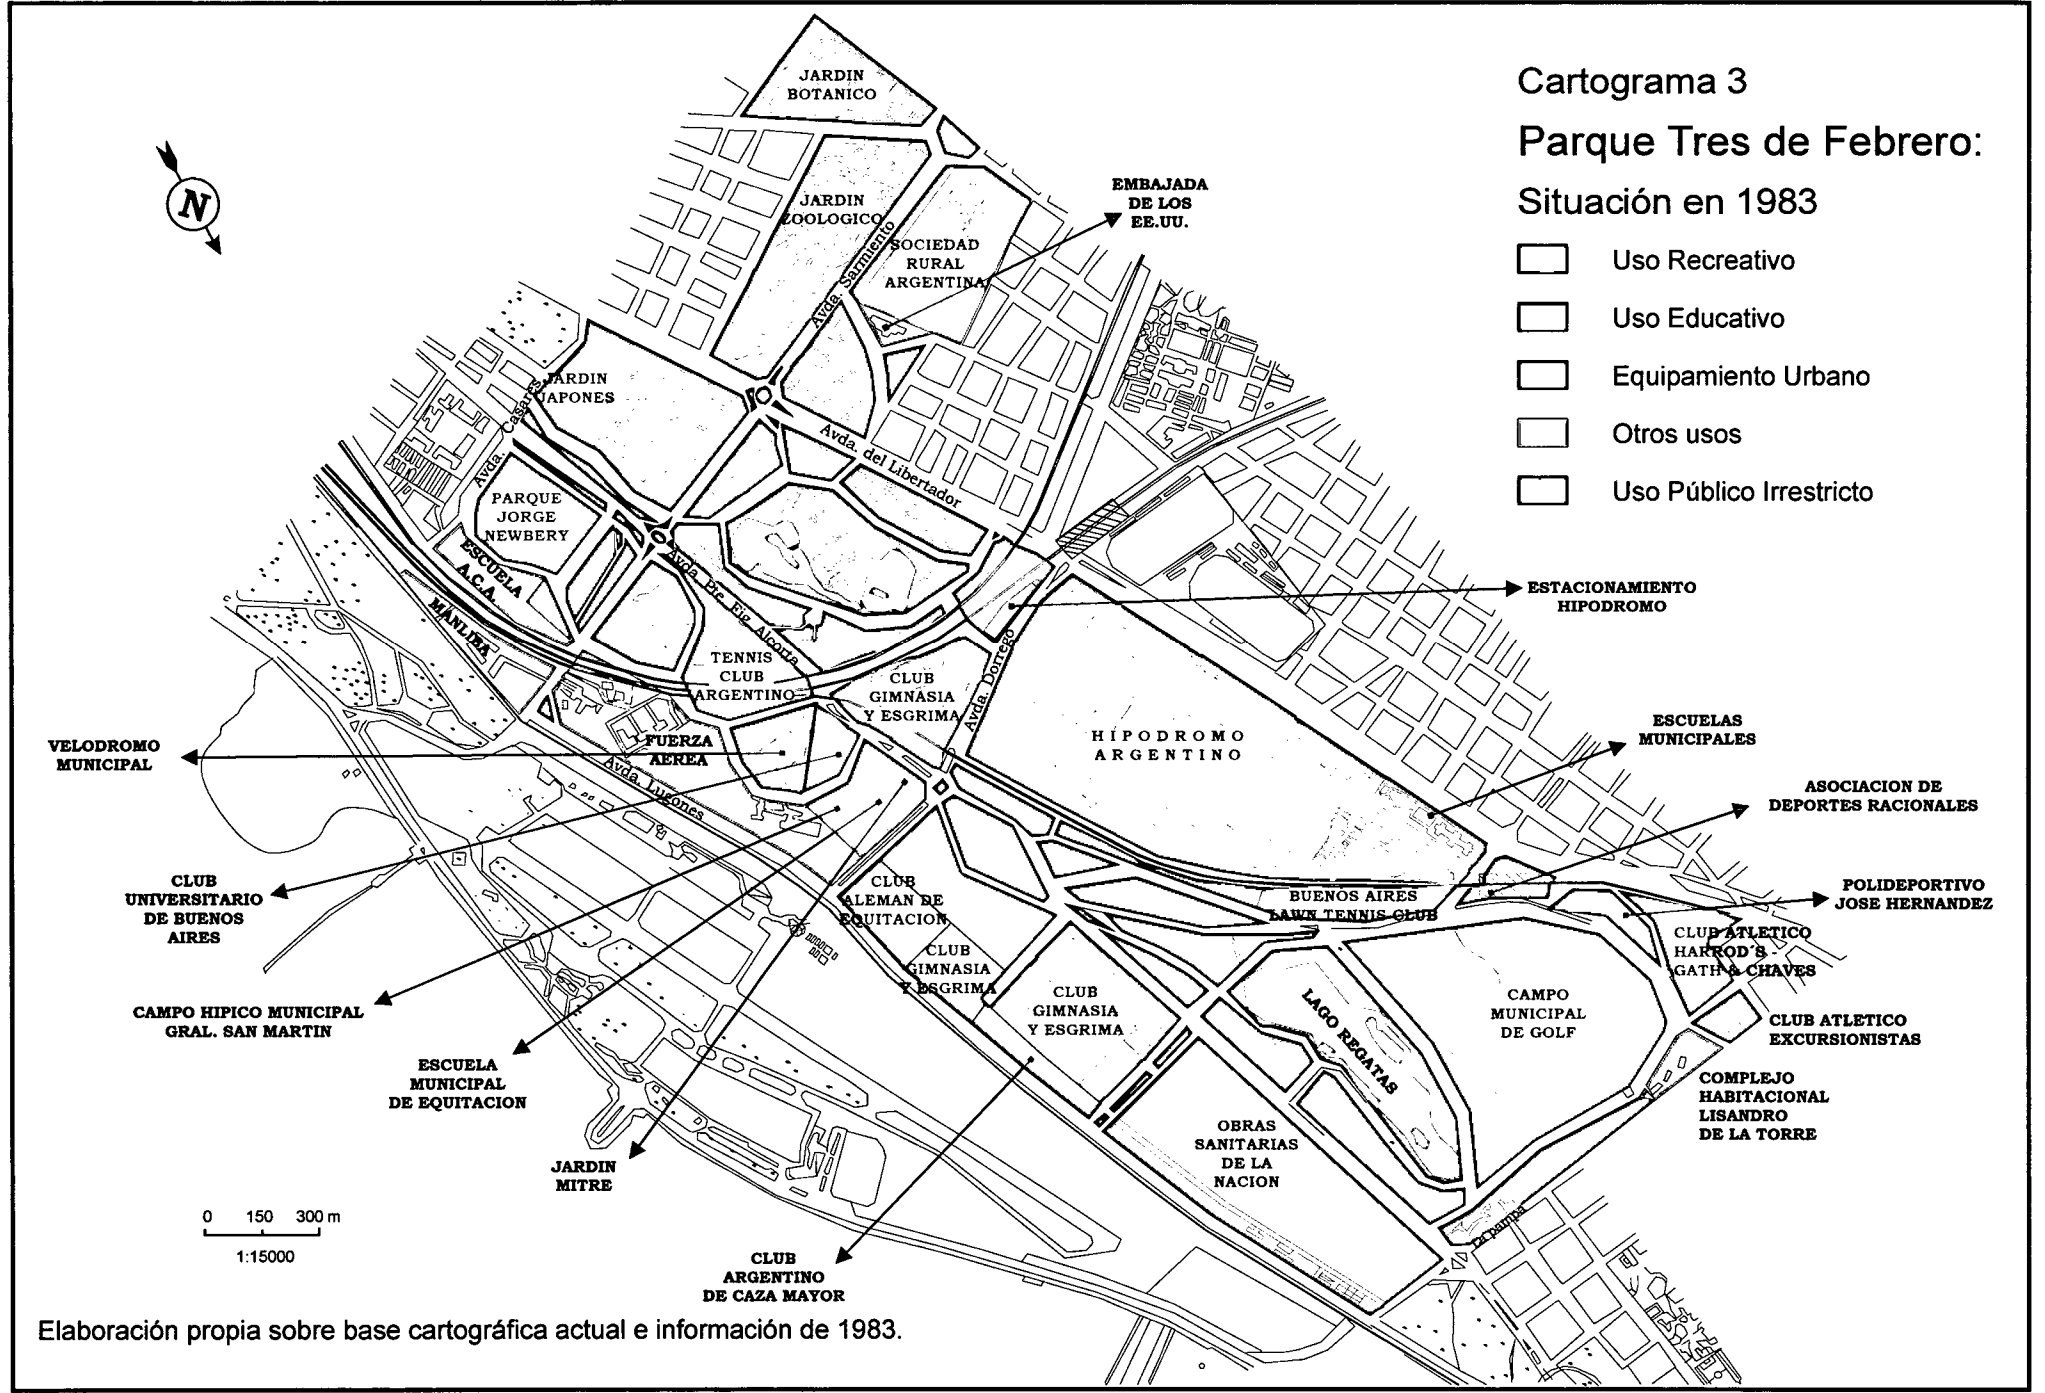 Cartograma 3
Parque Tres de Febrero:
Situación en 1983
Uso Recreativo
Uso Educativo
Equipamiento Urbano
Otros usos
Uso Público Irrestricto
N
JARDIN
BOTANICO
JARDIN
ZOOLOGICO
Avda. Sarmiento
SOCIEDAD
RURAL
ARGENTINA
EMBAJADA
DE LOS
EE.UU.
JARDIN
JAPONES
Avda. Casares
Avda. del Libertador
PARQUE
JORGE
NEWBERY
ESCUELA
A.C.A.
MANLIBA
Avda. Pte. Fig. Alcorta
TENNIS
CLUB
ARGENTINO
CLUB
GIMNASIA
Y ESGRIMA
Avda. Dorrego
ESTACIONAMIENTO
HIPODROMO
HIPODROMO
ARGENTINO
ESCUELAS
MUNICIPALES
ASOCIACION DE
DEPORTES RACIONALES
POLIDEPORTIVO
JOSE HERNANDEZ
VELODROMO
MUNICIPAL
FUERZA
AEREA
Avda. Lugones
CLUB
UNIVERSITARIO
DE BUENOS
AIRES
CLUB
ALEMAN DE
EQUITACION
BUENOS AIRES
LAWN TENNIS CLUB
CLUB ATLETICO
HARROD´S -
GATH & CHAVES
CLUB
GIMNASIA
Y ESGRIMA
CLUB
GIMNASIA
Y ESGRIMA
LAGO REGATAS
CAMPO
MUNICIPAL
DE GOLF
CLUB ATLETICO
EXCURSIONISTAS
CAMPO HIPICO MUNICIPAL
GRAL. SAN MARTIN
ESCUELA
MUNICIPAL
DE EQUITACION
COMPLEJO
HABITACIONAL
LISANDRO
DE LA TORRE
OBRAS
SANITARIAS
DE LA
NACION
JARDIN
MITRE
La pampa
CLUB
ARGENTINO
DE CAZA MAYOR
0 150 300 m
1:15000
Elaboración propia sobre base cartográfica actual e información de 1983.